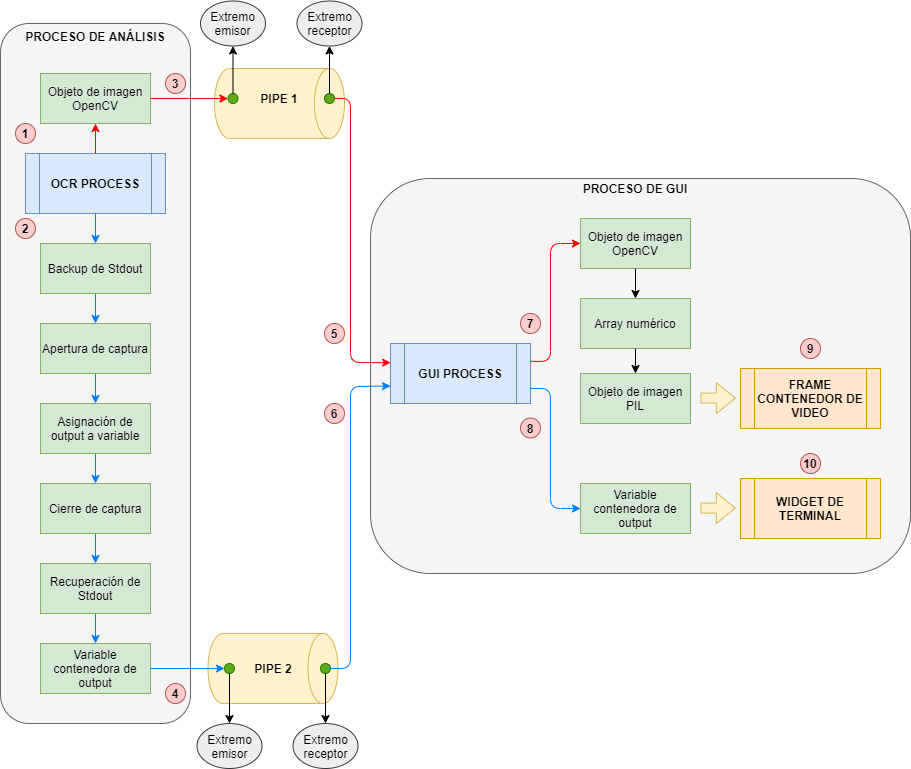 Extremo
emisor
Extremo
receptor
PROCESO DE ANÁLISIS
3
Objeto de imagen
OpenCV
PIPE 1
1
OCR PROCESS
2
Backup de Stdout
Apertura de captura
Asignación de
output a variable
Cierre de captura
Recuperación de
Stdout
Variable
contenedora de
output
4
PIPE 2
Extremo
emisor
Extremo
receptor
5
6
PROCESO DE GUI
GUI PROCESS
7
Objeto de imagen
OpenCV
Array numérico
Objeto de imagen
PIL
9
FRAME
CONTENEDOR DE
VIDEO
8
Variable
contenedora de
output
10
WIDGET DE
TERMINAL